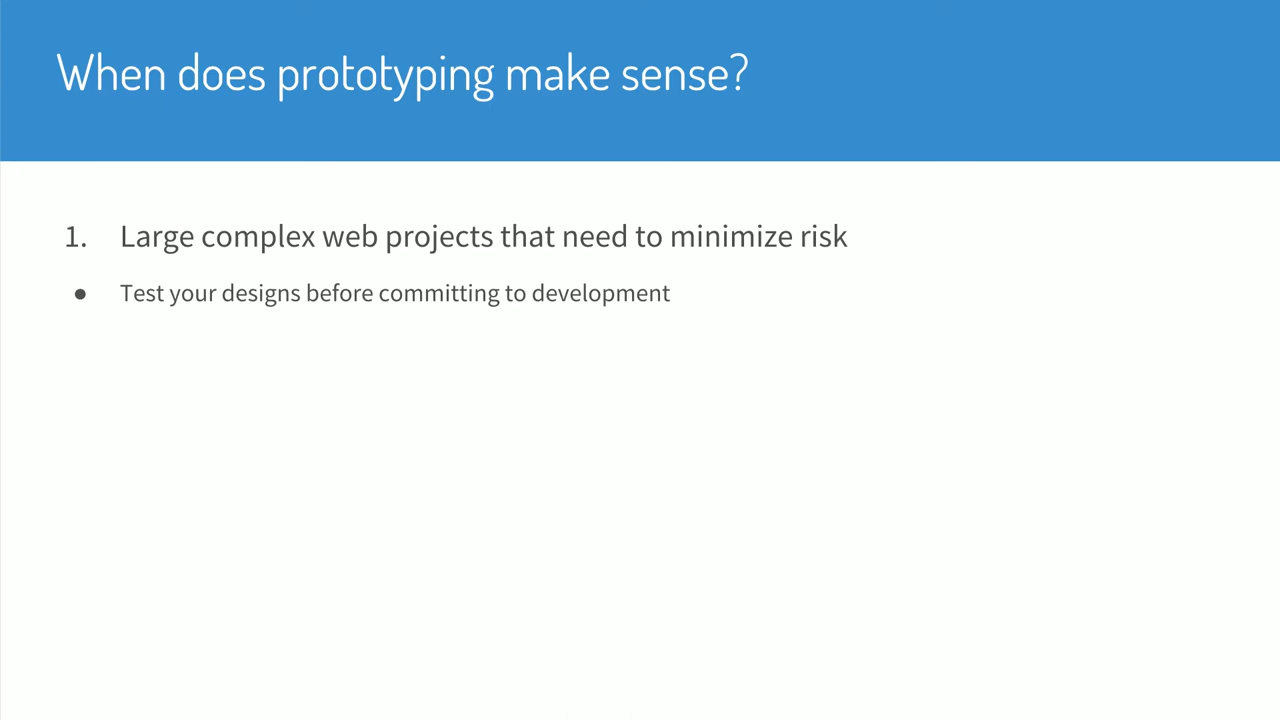 When does prototyping make sense?
1. Large complex web projects that need to minimize risk
● Test your designs before committing to development